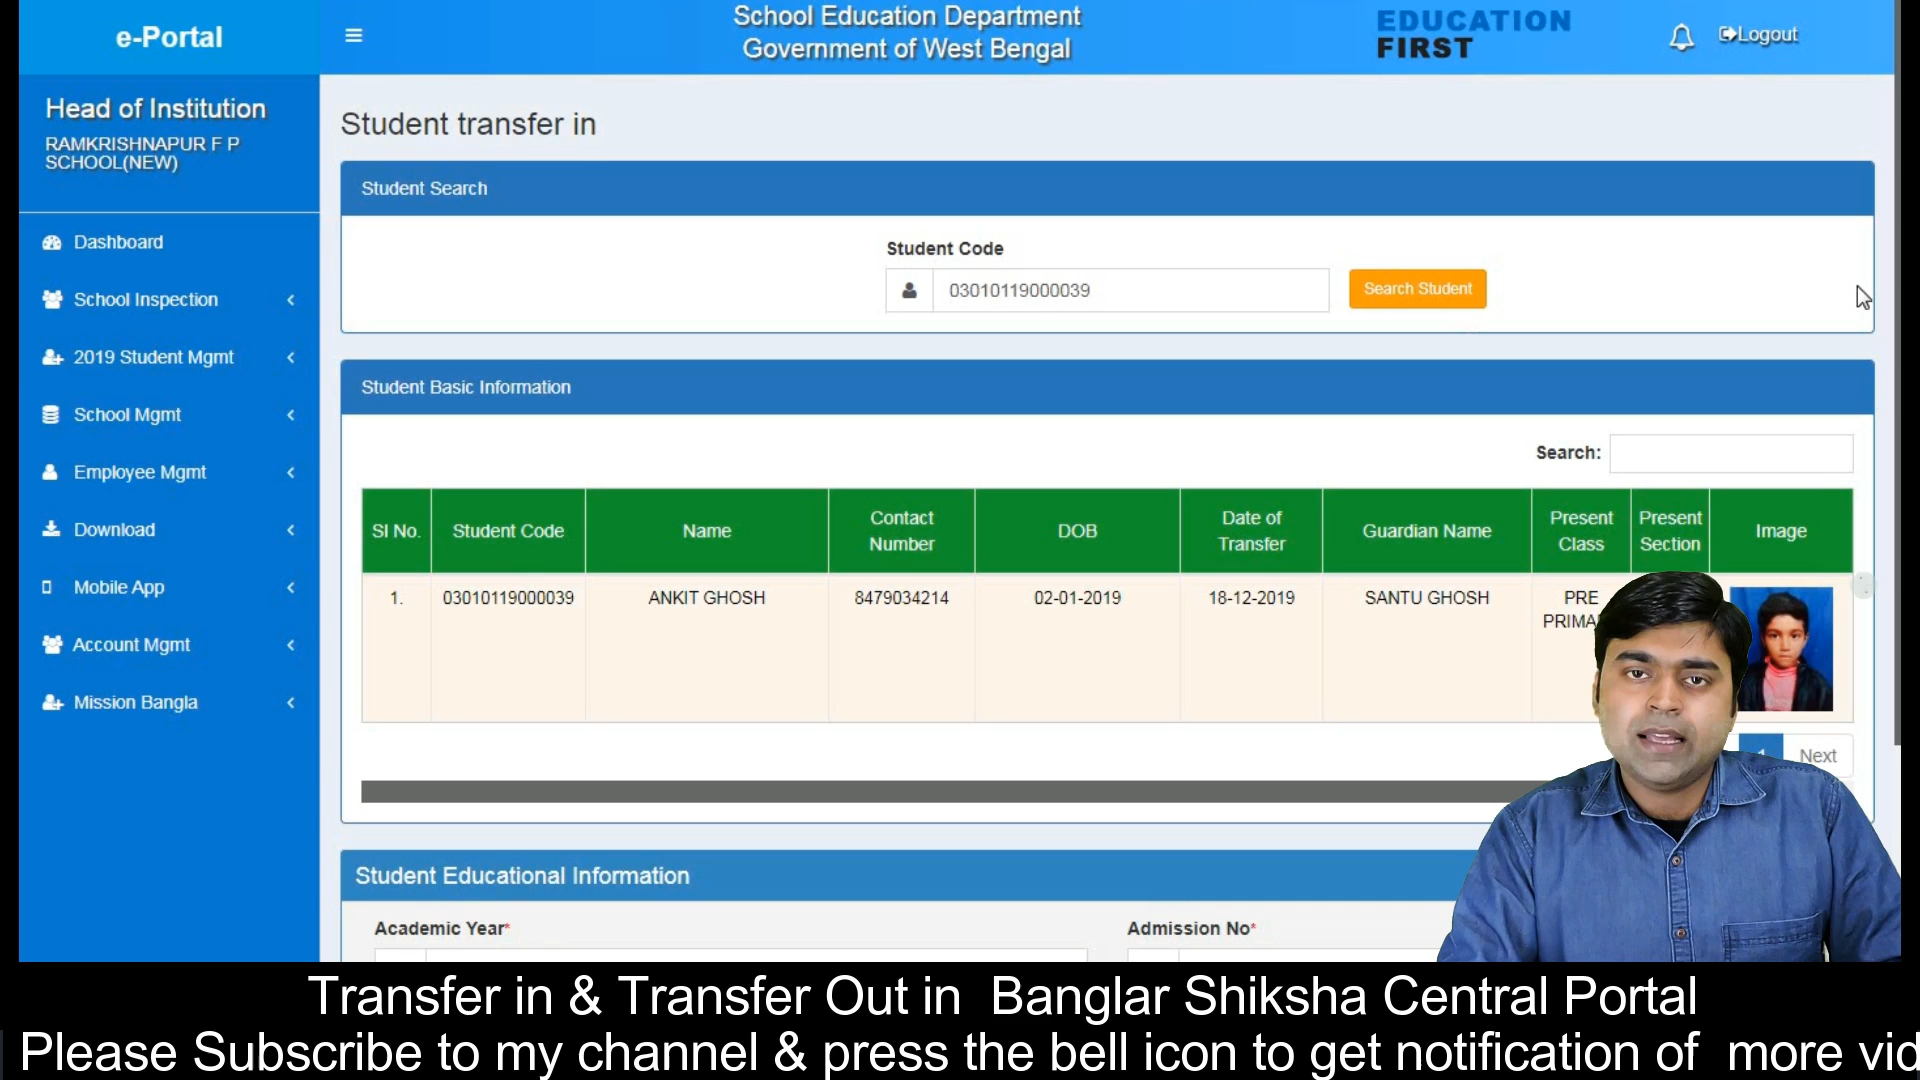 e-Portal
School Education Department
Government of West Bengal
EDUCATION
FIRST
Logout
Head of Institution
RAMKRISHNAPUR F P
SCHOOL(NEW)
Dashboard
School Inspection
2019 Student Mgmt
School Mgmt
Employee Mgmt
Download
Mobile App
Account Mgmt
Mission Bangla
Student transfer in
Student Search
Student Code
03010119000039
Search Student
Student Basic Information
Search:
Sl No. Student Code Name Contact Number DOB Date of Transfer Guardian Name Present Class Present Section Image
1. 03010119000039 ANKIT GHOSH 8479034214 02-01-2019 18-12-2019 SANTU GHOSH PRE
1 Next
Student Educational Information
Academic Year* Admission No*
Transfer in & Transfer Out in Banglar Shiksha Central Portal
Please Subscribe to my channel & press the bell icon to get notification of more